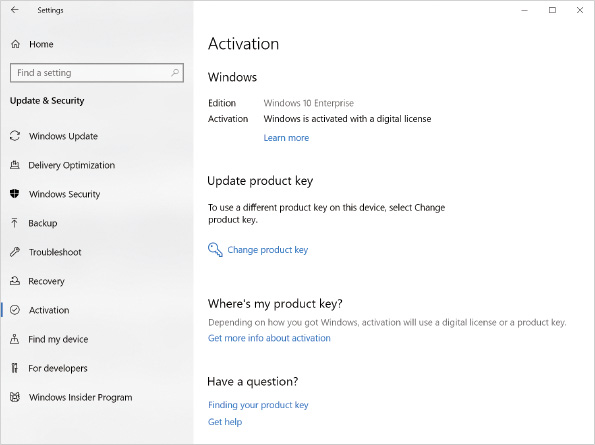 Settings
Home
Find a setting
Update & Security
Windows Update
Delivery Optimization
Windows Security
Backup
Troubleshoot
Recovery
Activation
Find my device
For developers
Windows Insider Program
Activation
Windows
Edition Windows 10 Enterprise
Activation Windows is activated with a digital license
Learn more
Update product key
To use a different product key on this device, select Change
product key.
Change product key
Where's my product key?
Depending on how you got Windows, activation will use a digital license or a product key.
Get more info about activation
Have a question?
Finding your product key
Get help